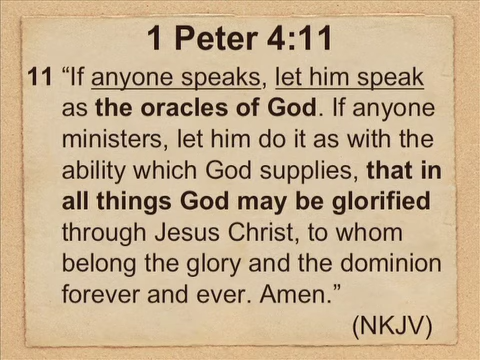 1 Peter 4:11
11 “If anyone speaks, let him speak
as the oracles of God. If anyone
ministers, let him do it as with the
ability which God supplies, that in
all things God may be glorified
through Jesus Christ, to whom
belong the glory and the dominion
forever and ever. Amen.”
(NKJV)